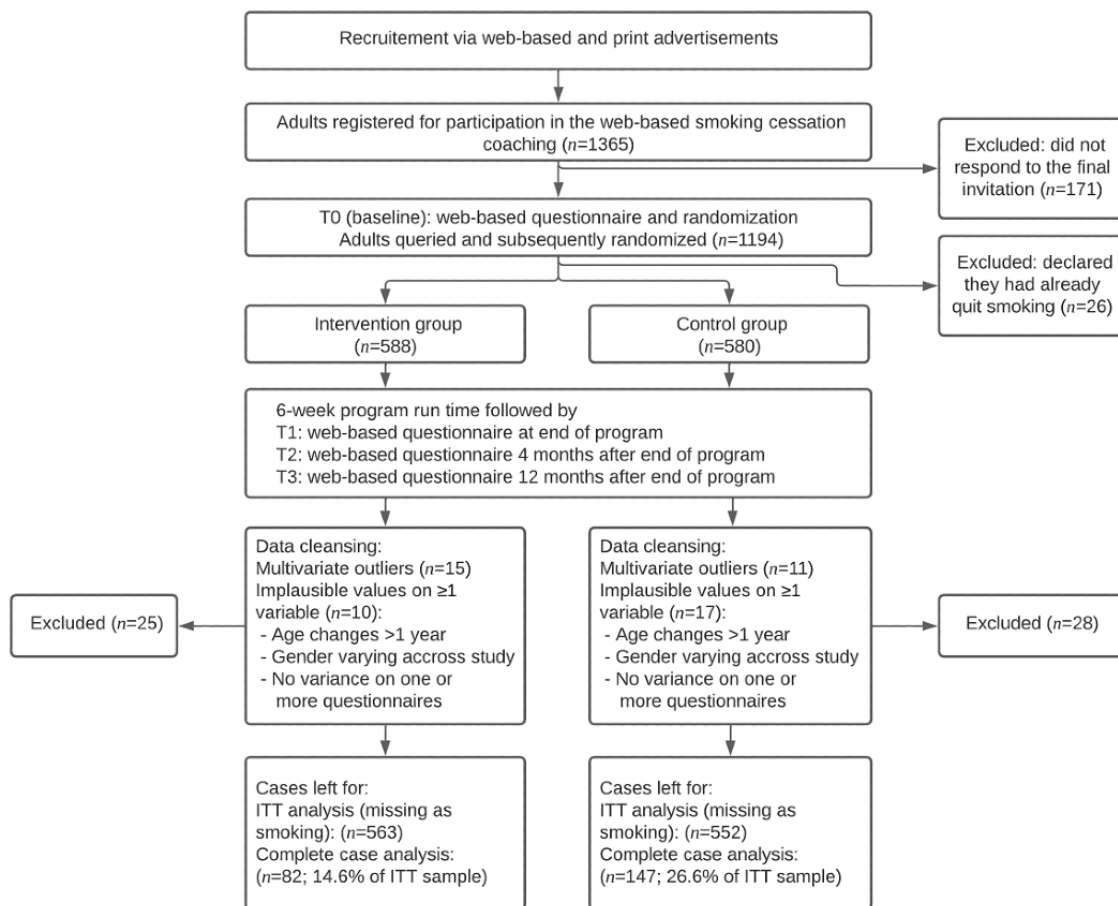 Recruitement via web-based and print advertisements
Adults registered for participation in the web-based smoking cessation
coaching (n=1365)
Excluded: did not
respond to the final
invitation (n=171)
T0 (baseline): web-based questionnaire and randomization
Adults queried and subsequently randomized (n=1194)
Excluded: declared
they had already
quit smoking (n=26)
Intervention group
(n=588)
Control group
(n=580)
6-week program run time followed by
T1: web-based questionnaire at end of program
T2: web-based questionnaire 4 months after end of program
T3: web-based questionnaire 12 months after end of program
Data cleansing:
Multivariate outliers (n=15)
Implausible values on ≥1
variable (n=10):
- Age changes >1 year
- Gender varying accross study
- No variance on one or
more questionnaires
Excluded (n=25)
Data cleansing:
Multivariate outliers (n=11)
Implausible values on ≥1
variable (n=17):
- Age changes >1 year
- Gender varying accross study
- No variance on one or
more questionnaires
Excluded (n=28)
Cases left for:
ITT analysis (missing as
smoking): (n=563)
Complete case analysis:
(n=82; 14.6% of ITT sample)
Cases left for:
ITT analysis (missing as
smoking): (n=552)
Complete case analysis:
(n=147; 26.6% of ITT sample)